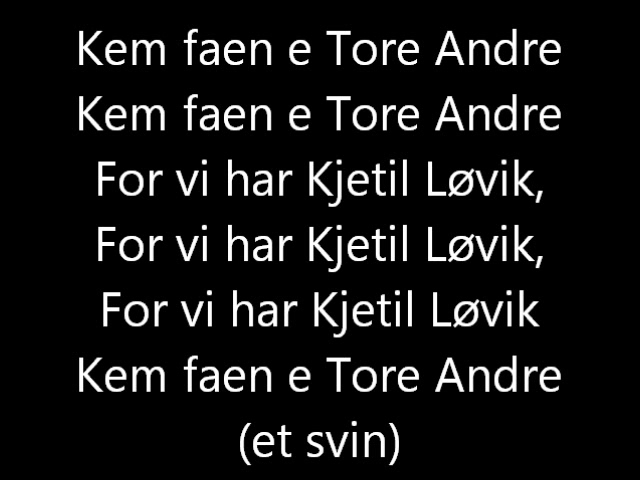 Kem faen e Tore Andre
Kem faen e Tore Andre
For vi har Kjetil Løvik,
For vi har Kjetil Løvik,
For vi har Kjetil Løvik
Kem faen e Tore Andre
(et svin)